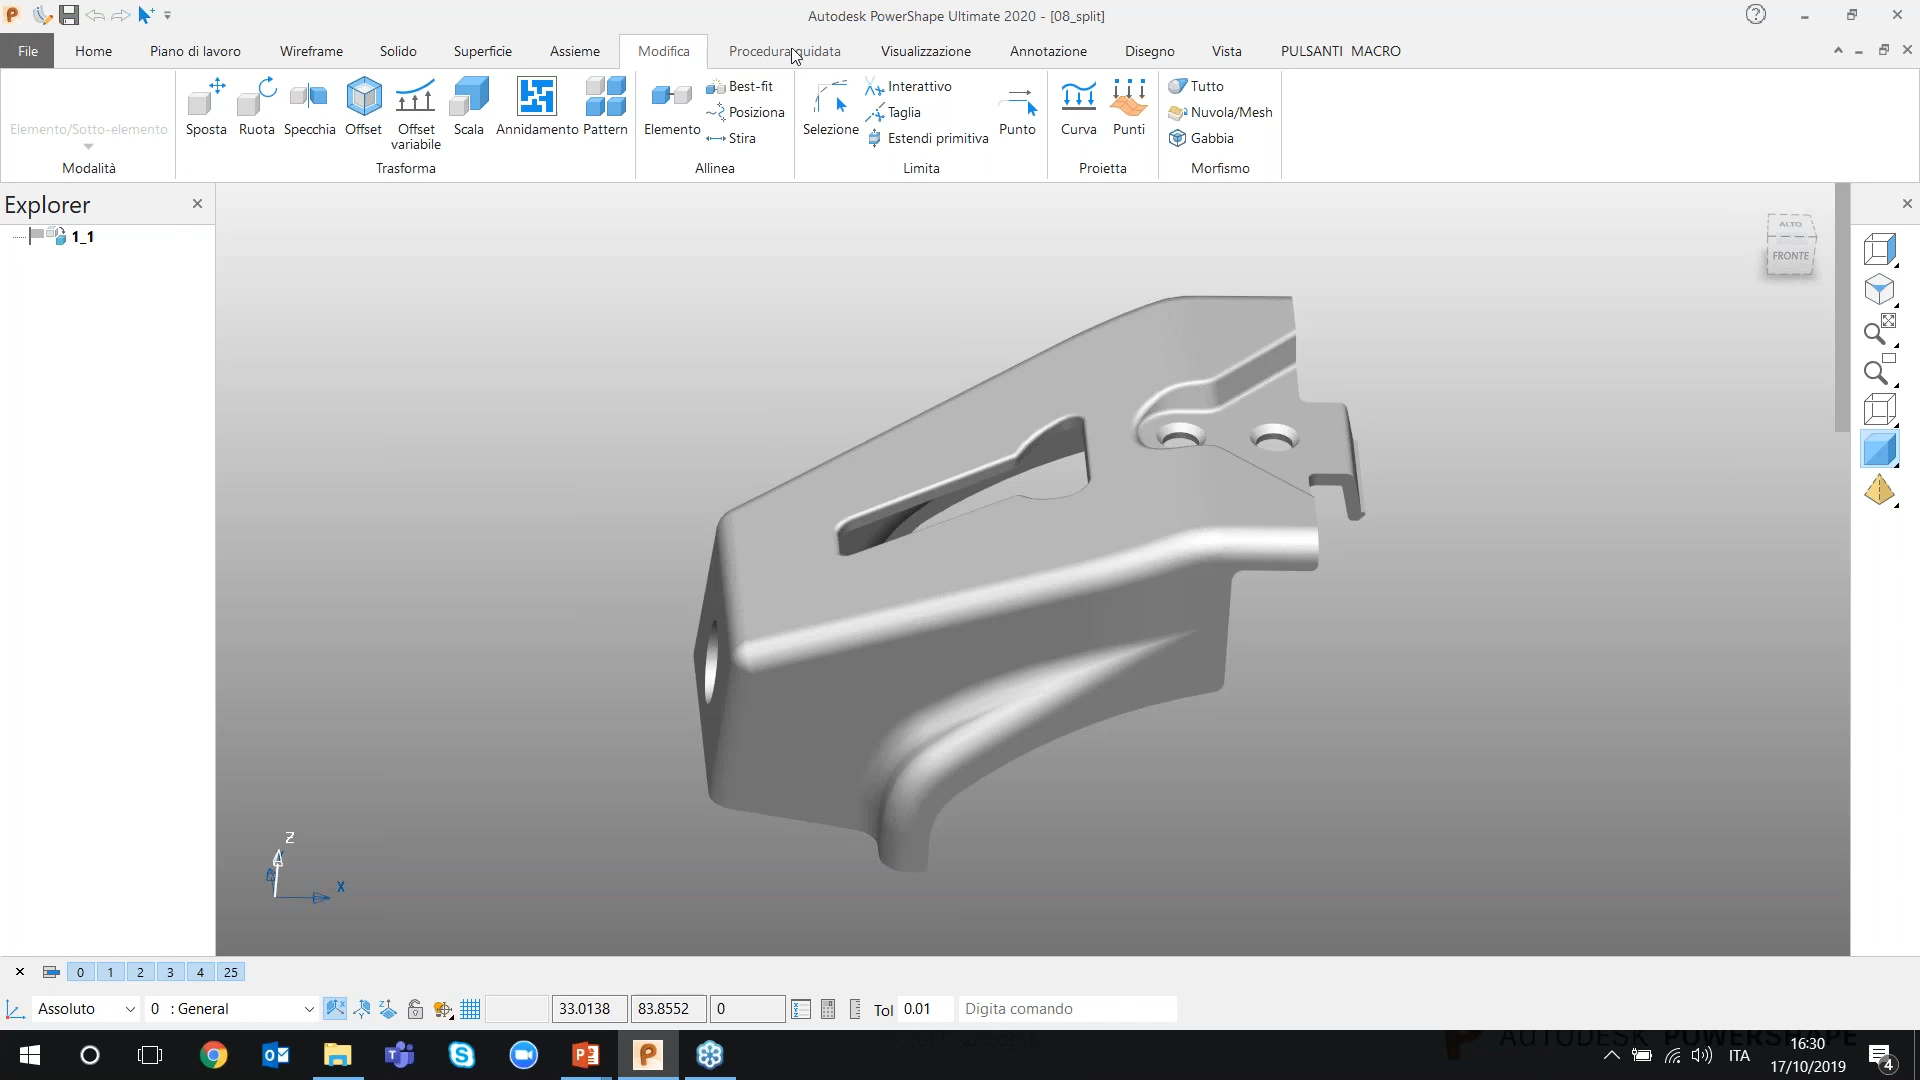 Autodesk PowerShape Ultimate 2020 - [08_split]
File Home Piano di lavoro Wireframe Solido Superficie Assieme Modifica Procedura guidata Visualizzazione Annotazione Disegno Vista PULSANTI MACRO
Elemento/Sotto-elemento
Modalità
Sposta Ruota Specchia Offset Offset variabile Scala Annidamento Pattern
Trasforma
Elemento
Best-fit
Posiziona
Stira
Allinea
Selezione
Interattivo
Taglia
Estendi primitiva
Punto
Limita
Curva Punti
Proietta
Tutto
Nuvola/Mesh
Gabbia
Morfismo
Explorer
1_1
ALTO
FRONTE
Z
X
0 1 2 3 4 25
Assoluto 0 : General 33.0138 83.8552 0 Tol 0.01 Digita comando
AUTODESK POWERSHAPE
ITA
16:30
17/10/2019
4